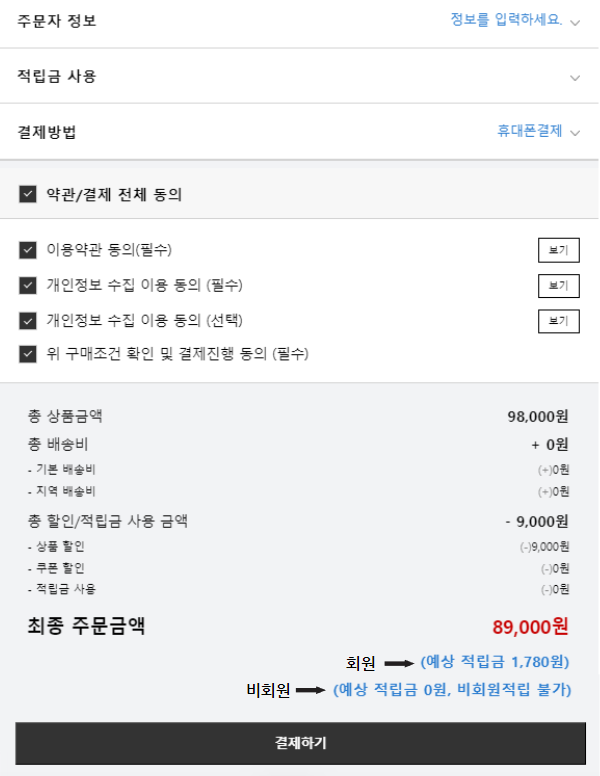 주문자 정보 정보를 입력하세요.
적립금 사용
결제방법 휴대폰결제
약관/결제 전체 동의
이용약관 동의(필수) 보기
개인정보 수집 이용 동의 (필수) 보기
개인정보 수집 이용 동의 (선택) 보기
위 구매조건 확인 및 결제진행 동의 (필수)
총 상품금액 98,000원
총 배송비 + 0원
- 기본 배송비 (+)0원
- 지역 배송비 (+)0원
총 할인/적립금 사용 금액 - 9,000원
- 상품 할인 (-)9,000원
- 쿠폰 할인 (-)0원
- 적립금 사용 (-)0원
최종 주문금액 89,000원
회원 (예상 적립금 1,780원)
비회원 (예상 적립금 0원, 비회원적립 불가)
결제하기